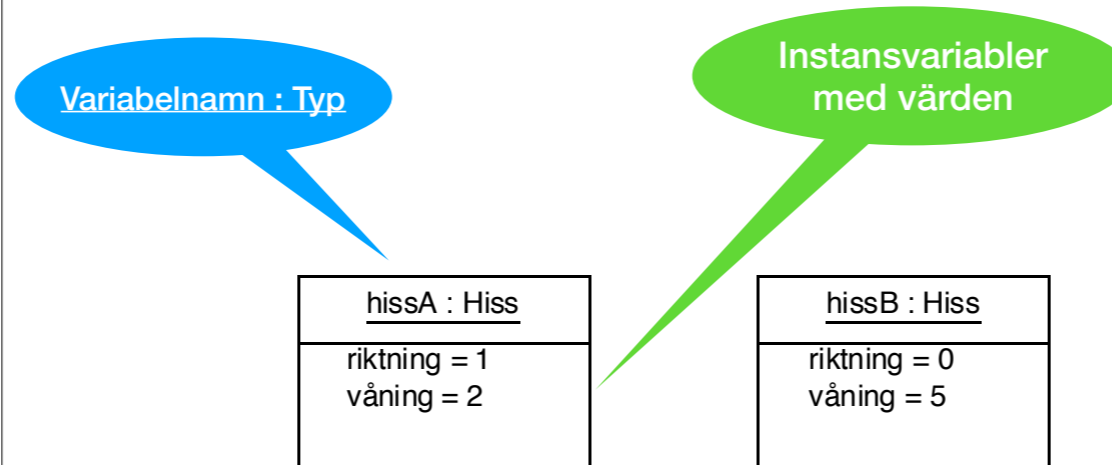 Variabelnamn : Typ
Instansvariabler
med värden
hissA : Hiss
riktning = 1
våning = 2
hissB : Hiss
riktning = 0
våning = 5